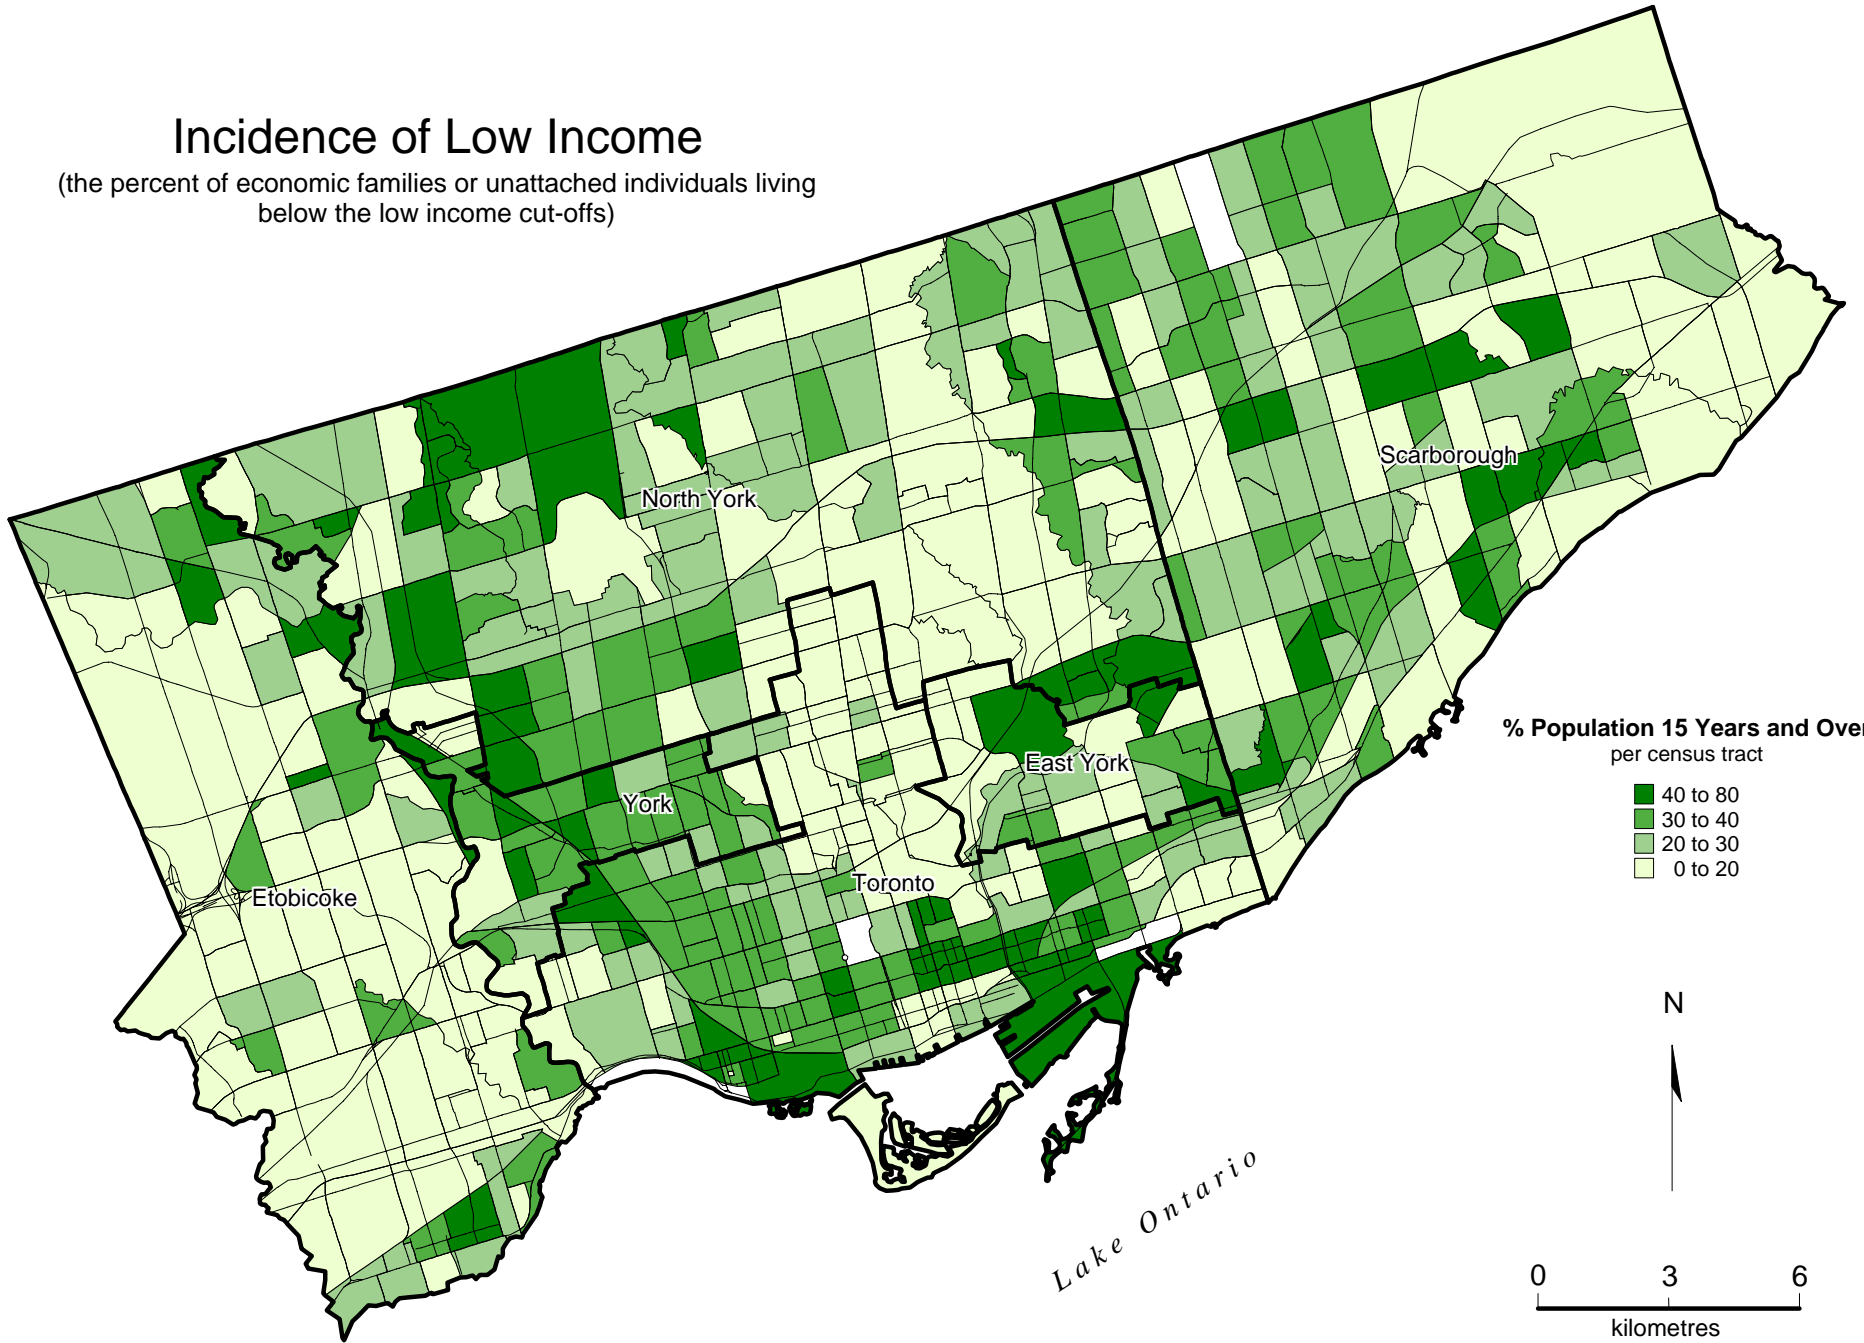 Incidence of Low Income
(the percent of economic families or unattached individuals living
below the low income cut-offs)
North York
Scarborough
East York
York
Toronto
Etobicoke
% Population 15 Years and Over
per census tract
40 to 80
30 to 40
20 to 30
0 to 20
N
Lake Ontario
0 3 6
kilometres